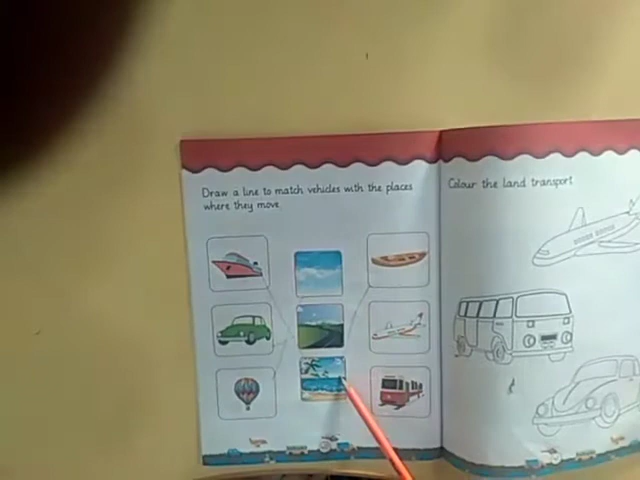 Draw a line to match vehicles with the places
where they move.
Colour the land transport